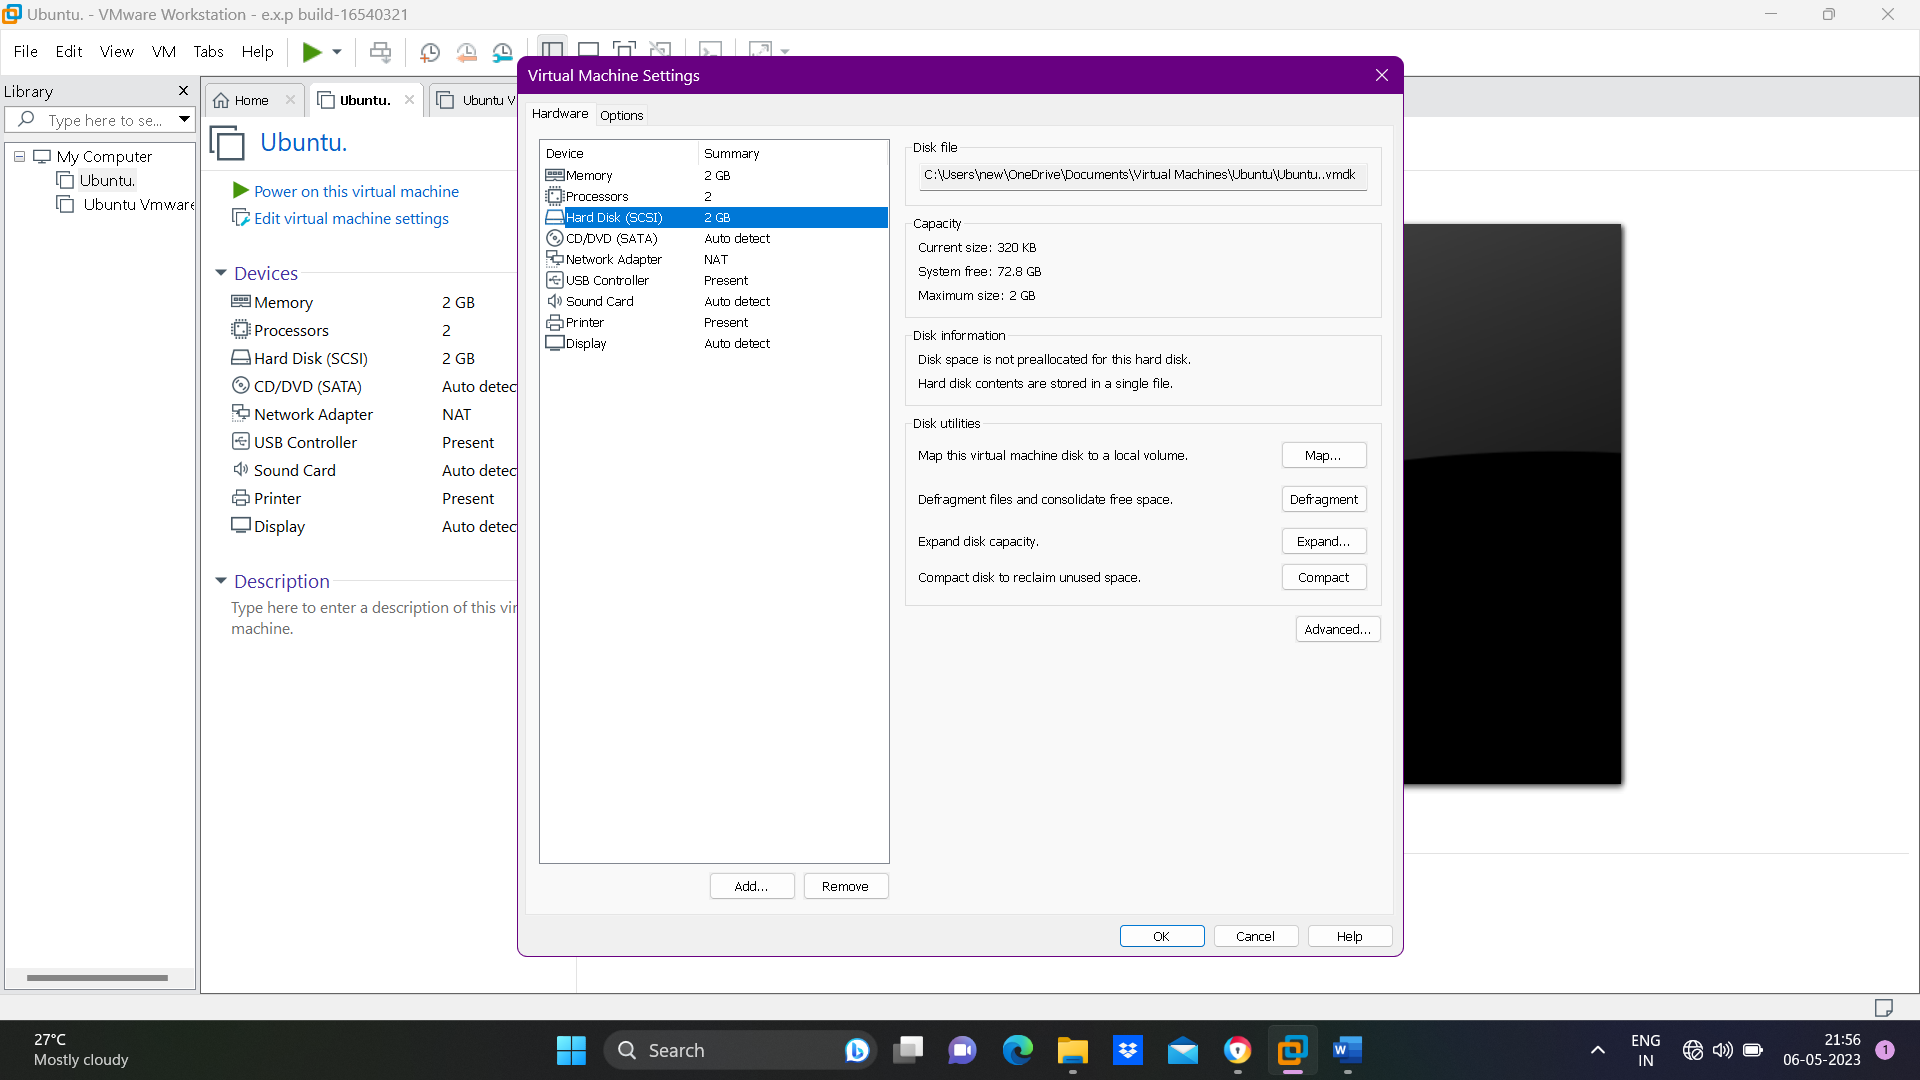 Ubuntu. - VMware Workstation - e.x.p build-16540321
File Edit View VM Tabs Help
Library
Type here to se...
My Computer
Ubuntu.
Ubuntu Vmware
Home
Ubuntu.
Ubuntu V
Ubuntu.
Power on this virtual machine
Edit virtual machine settings
Devices
Memory 2 GB
Processors 2
Hard Disk (SCSI) 2 GB
CD/DVD (SATA) Auto detec
Network Adapter NAT
USB Controller Present
Sound Card Auto detec
Printer Present
Display Auto detec
Description
Type here to enter a description of this vir
machine.
Virtual Machine Settings
Hardware Options
Device Summary
Memory 2 GB
Processors 2
Hard Disk (SCSI) 2 GB
CD/DVD (SATA) Auto detect
Network Adapter NAT
USB Controller Present
Sound Card Auto detect
Printer Present
Display Auto detect
Add... Remove
Disk file
C:\Users\new\OneDrive\Documents\Virtual Machines\Ubuntu\Ubuntu..vmdk
Capacity
Current size: 320 KB
System free: 72.8 GB
Maximum size: 2 GB
Disk information
Disk space is not preallocated for this hard disk.
Hard disk contents are stored in a single file.
Disk utilities
Map this virtual machine disk to a local volume. Map...
Defragment files and consolidate free space. Defragment
Expand disk capacity. Expand...
Compact disk to reclaim unused space. Compact
Advanced...
OK Cancel Help
27°C
Mostly cloudy
Search
ENG
IN
21:56
06-05-2023
1